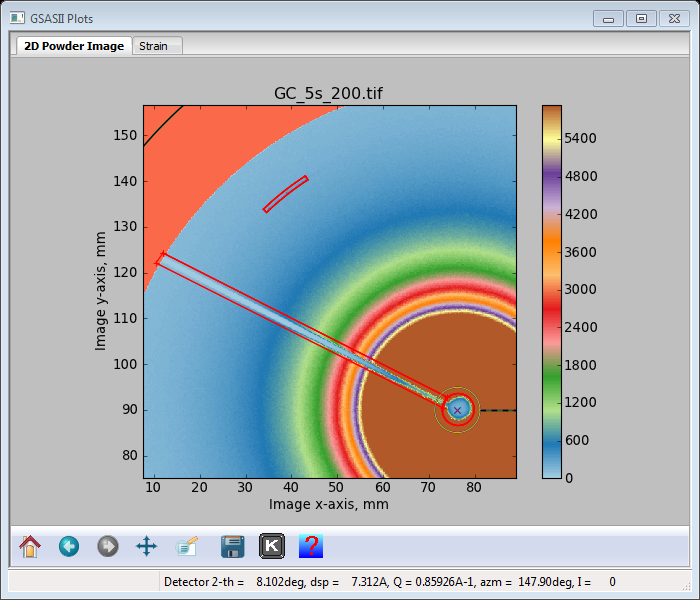 GSASII Plots
2D Powder Image
Strain
GC_5s_200.tif
150
140
130
120
110
100
90
80
10 20 30 40 50 60 70 80
Image x-axis, mm
Image y-axis, mm
5400
4800
4200
3600
3000
2400
1800
1200
600
0
K
?
Detector 2-th = 8.102deg, dsp = 7.312A, Q = 0.85926A-1, azm = 147.90deg, I = 0